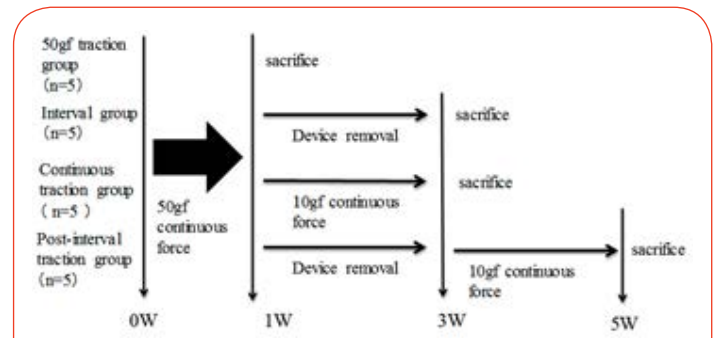 50gf traction
group
(n=5)
Interval group
(n=5)
Continuous
traction group
( n=5 )
Post-interval
traction group
(n=5)
50gf
continuous
force
sacrifice
Device removal
sacrifice
10gf continuous
force
sacrifice
Device removal
10gf continuous
force
sacrifice
0W
1W
3W
5W